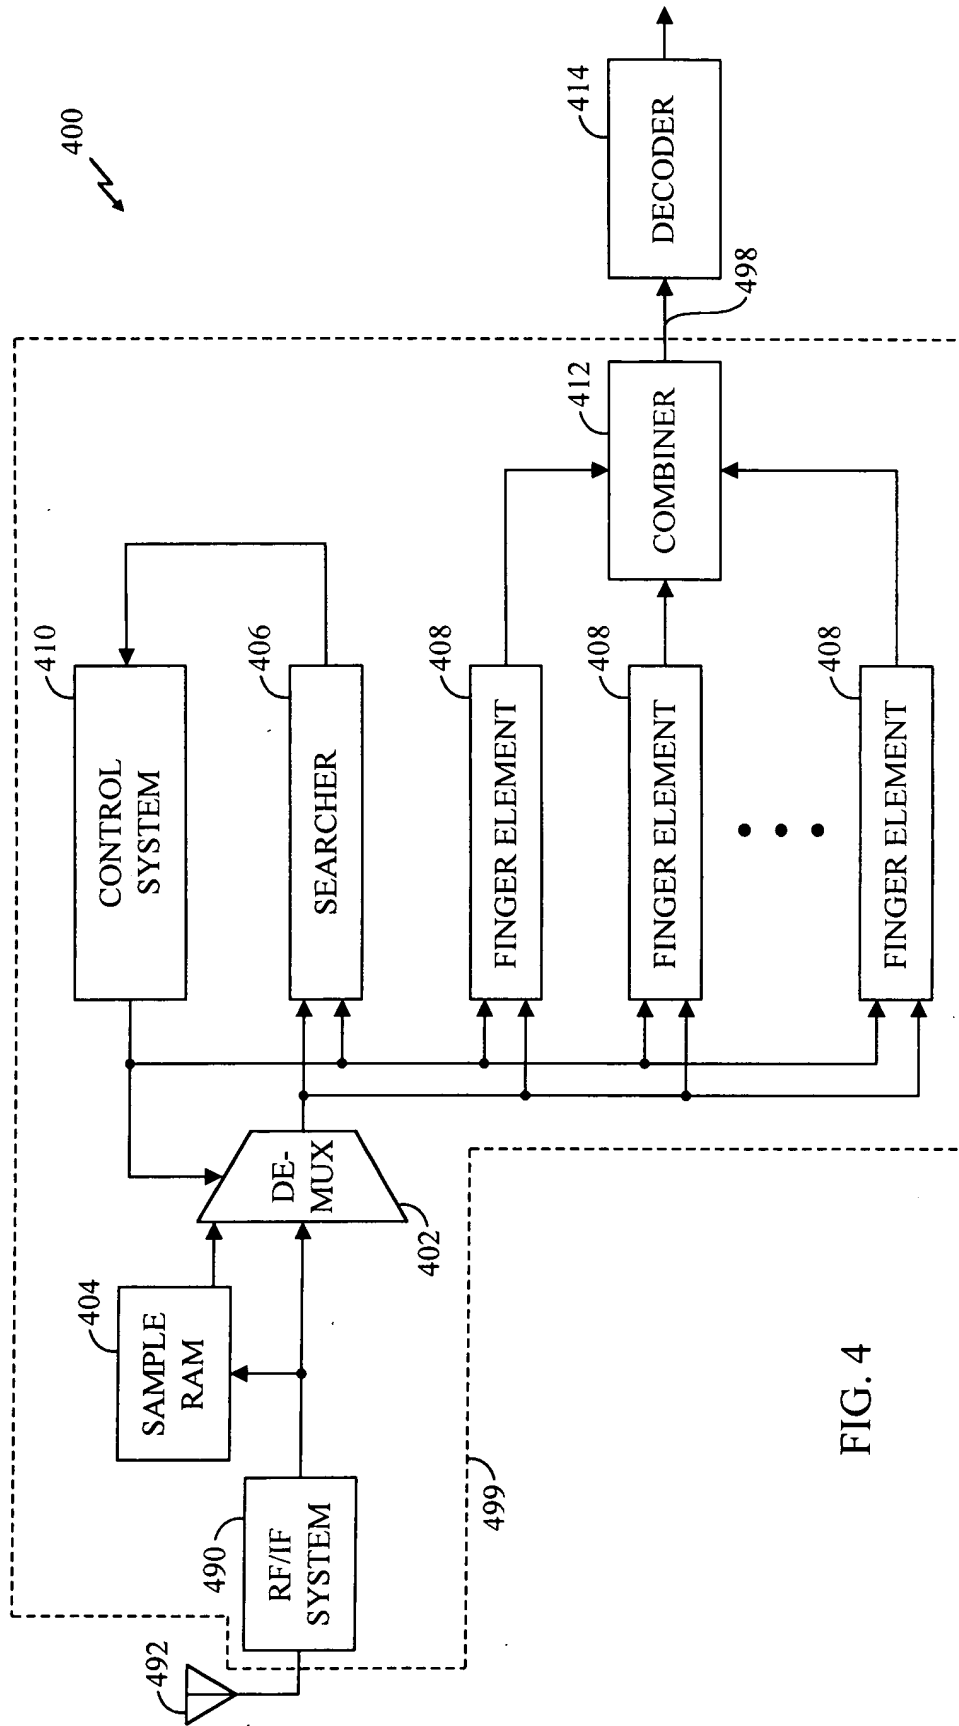 400
410
CONTROL
SYSTEM
404
SAMPLE
RAM
406
SEARCHER
492
490
RF/IF
SYSTEM
DE-
MUX
402
408
FINGER ELEMENT
499
408
FINGER ELEMENT
412
COMBINER
498
414
DECODER
408
FINGER ELEMENT
FIG. 4